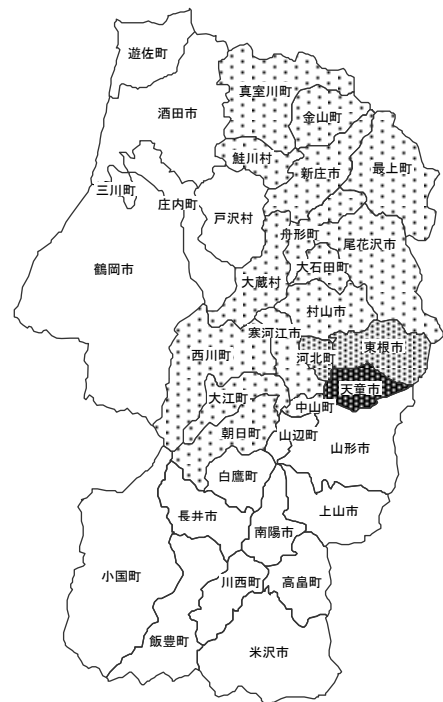 遊佐町
真室川町
酒田市
金山町
鮭川村
最上町
新庄市
三川町
庄内町
戸沢村
舟形町
尾花沢市
鶴岡市
大石田町
大蔵村
村山市
寒河江市
東根市
西川町
河北町
天童市
大江町
中山町
朝日町
山辺町
山形市
白鷹町
上山市
長井市
南陽市
小国町
川西町
高畠町
飯豊町
米沢市